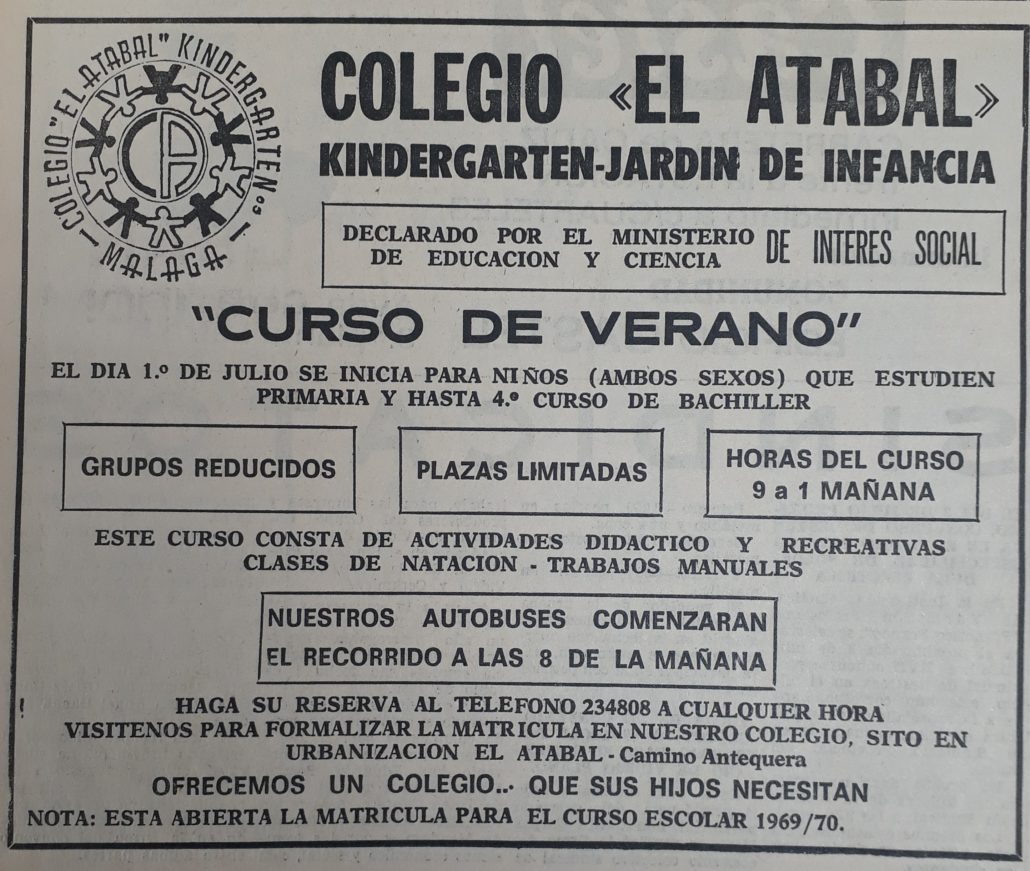 COLEGIO "EL ATABAL" KINDERGARTEN
MALAGA
CA
COLEGIO «EL ATABAL»
KINDERGARTEN-JARDIN DE INFANCIA
DECLARADO POR EL MINISTERIO
DE EDUCACION Y CIENCIA
DE INTERES SOCIAL
"CURSO DE VERANO"
EL DIA 1.º DE JULIO SE INICIA PARA NIÑOS (AMBOS SEXOS) QUE ESTUDIEN
PRIMARIA Y HASTA 4.º CURSO DE BACHILLER
GRUPOS REDUCIDOS
PLAZAS LIMITADAS
HORAS DEL CURSO
9 a 1 MAÑANA
ESTE CURSO CONSTA DE ACTIVIDADES DIDACTICO Y RECREATIVAS
CLASES DE NATACION - TRABAJOS MANUALES
NUESTROS AUTOBUSES COMENZARAN
EL RECORRIDO A LAS 8 DE LA MAÑANA
HAGA SU RESERVA AL TELEFONO 234808 A CUALQUIER HORA
VISITENOS PARA FORMALIZAR LA MATRICULA EN NUESTRO COLEGIO, SITO EN
URBANIZACION EL ATABAL - Camino Antequera
OFRECEMOS UN COLEGIO... QUE SUS HIJOS NECESITAN
NOTA: ESTA ABIERTA LA MATRICULA PARA EL CURSO ESCOLAR 1969/70.